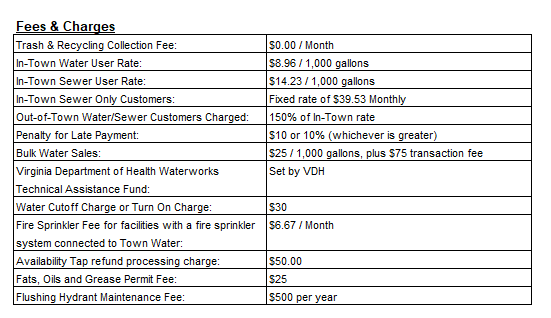 Fees & Charges
Trash & Recycling Collection Fee: $0.00 / Month
In-Town Water User Rate: $8.96 / 1,000 gallons
In-Town Sewer User Rate: $14.23 / 1,000 gallons
In-Town Sewer Only Customers: Fixed rate of $39.53 Monthly
Out-of-Town Water/Sewer Customers Charged: 150% of In-Town rate
Penalty for Late Payment: $10 or 10% (whichever is greater)
Bulk Water Sales: $25 / 1,000 gallons, plus $75 transaction fee
Virginia Department of Health Waterworks Set by VDH
Technical Assistance Fund:
Water Cutoff Charge or Turn On Charge: $30
Fire Sprinkler Fee for facilities with a fire sprinkler $6.67 / Month
system connected to Town Water:
Availability Tap refund processing charge: $50.00
Fats, Oils and Grease Permit Fee: $25
Flushing Hydrant Maintenance Fee: $500 per year